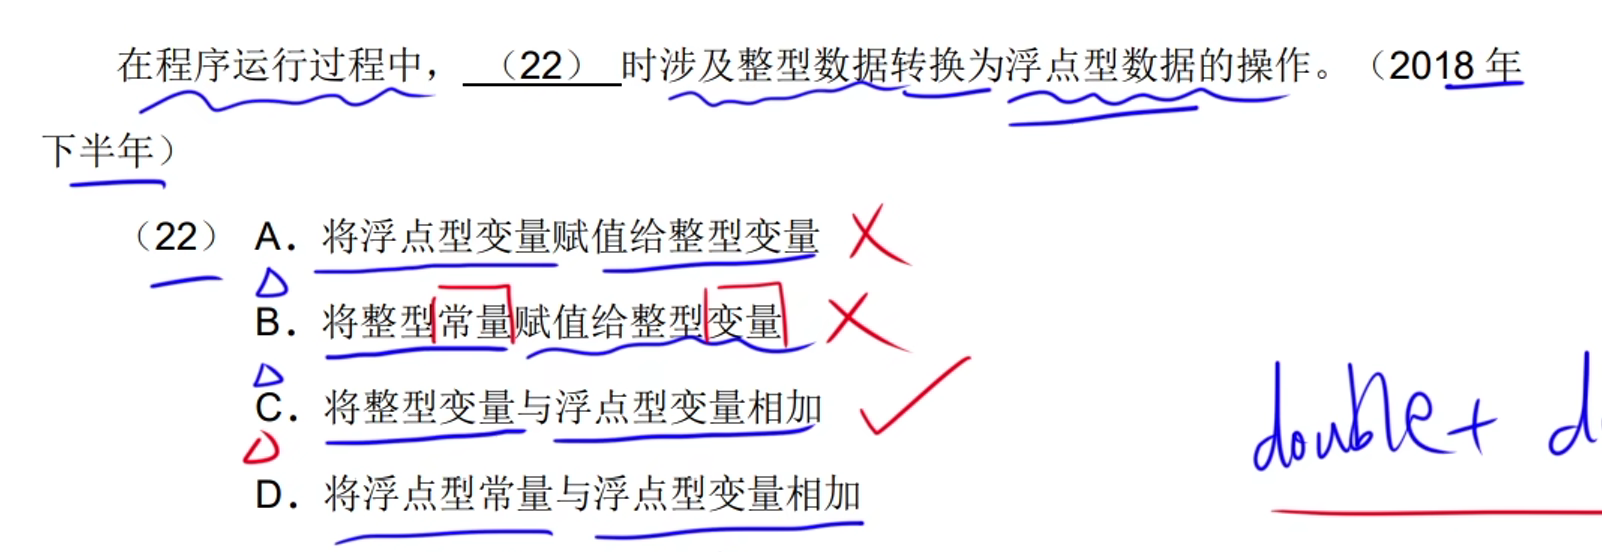 在程序运行过程中，（22）时涉及整型数据转换为浮点型数据的操作。（2018 年
下半年）
（22） A．将浮点型变量赋值给整型变量
B．将整型常量赋值给整型变量
C．将整型变量与浮点型变量相加
double+ d
D．将浮点型常量与浮点型变量相加